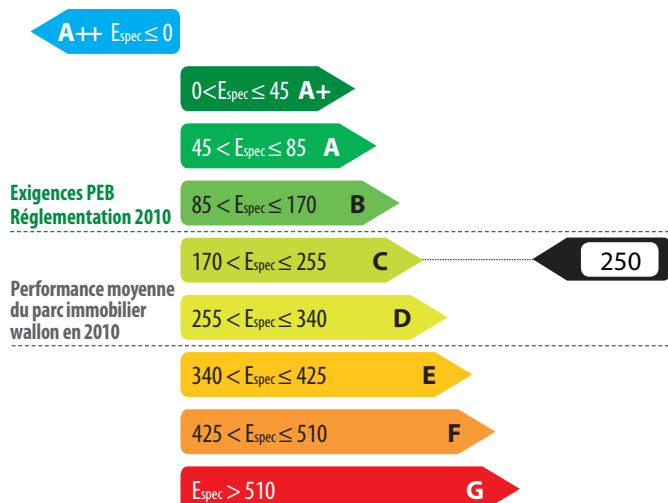 A++ Espec ≤ 0
0<Espec ≤ 45 A+
45 < Espec ≤ 85 A
Exigences PEB
Réglementation 2010
85 < Espec ≤ 170 B
170 < Espec ≤ 255 C
250
Performance moyenne
du parc immobilier
wallon en 2010
255 < Espec ≤ 340 D
340 < Espec ≤ 425 E
425 < Espec ≤ 510 F
Espec > 510 G